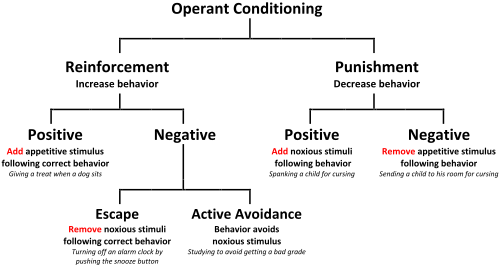 Operant Conditioning
Reinforcement
Increase behavior
Punishment
Decrease behavior
Positive
Add appetitive stimulus
following correct behavior
Giving a treat when a dog sits
Negative
Positive
Add noxious stimuli
following behavior
Spanking a child for cursing
Negative
Remove appetitive stimulus
following behavior
Sending a child to his room for cursing
Escape
Remove noxious stimuli
following correct behavior
Turning off an alarm clock by
pushing the snooze button
Active Avoidance
Behavior avoids
noxious stimulus
Studying to avoid getting a bad grade